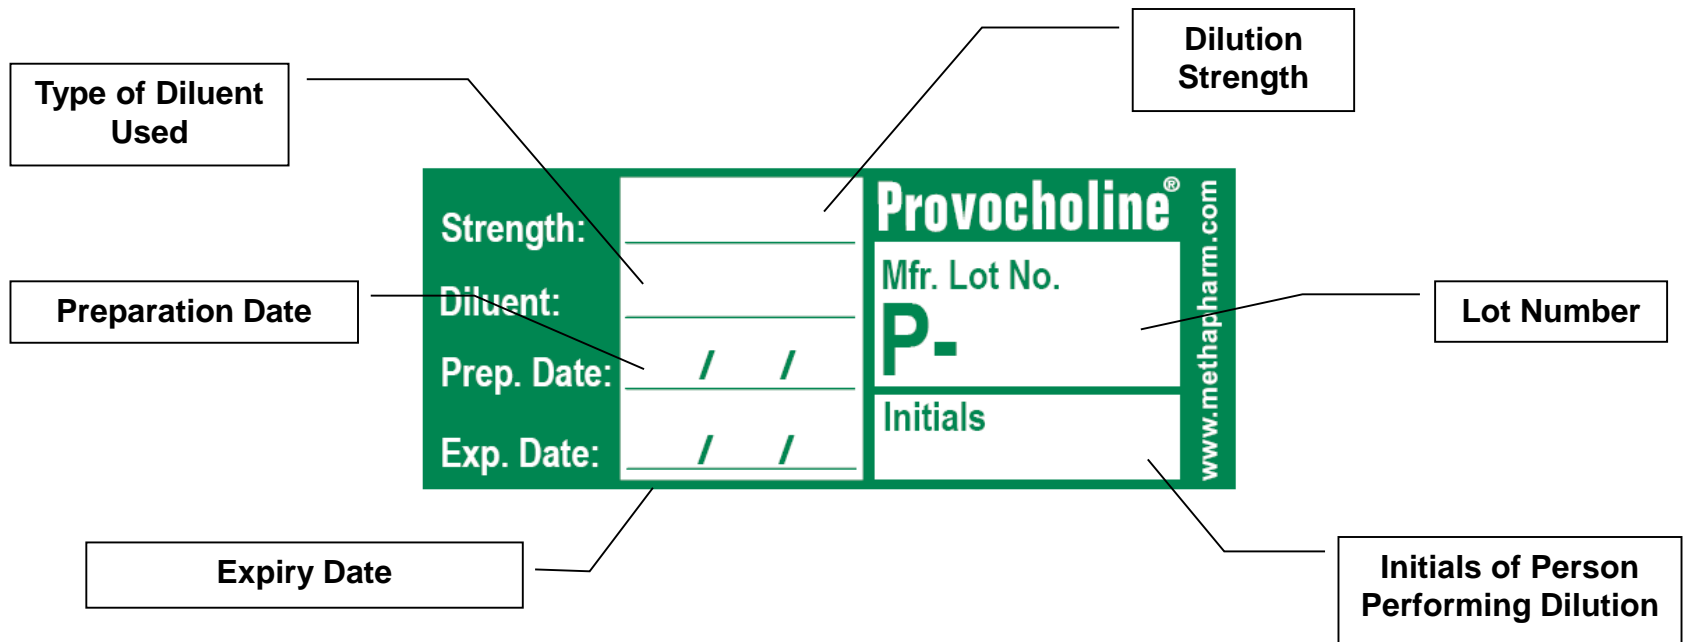 Dilution
Strength
Type of Diluent
Used
Strength:
Diluent:
Prep. Date: / /
Exp. Date: / /
Provocholine®
Mfr. Lot No.
P-
Initials
www.methapharm.com
Preparation Date
Lot Number
Expiry Date
Initials of Person
Performing Dilution